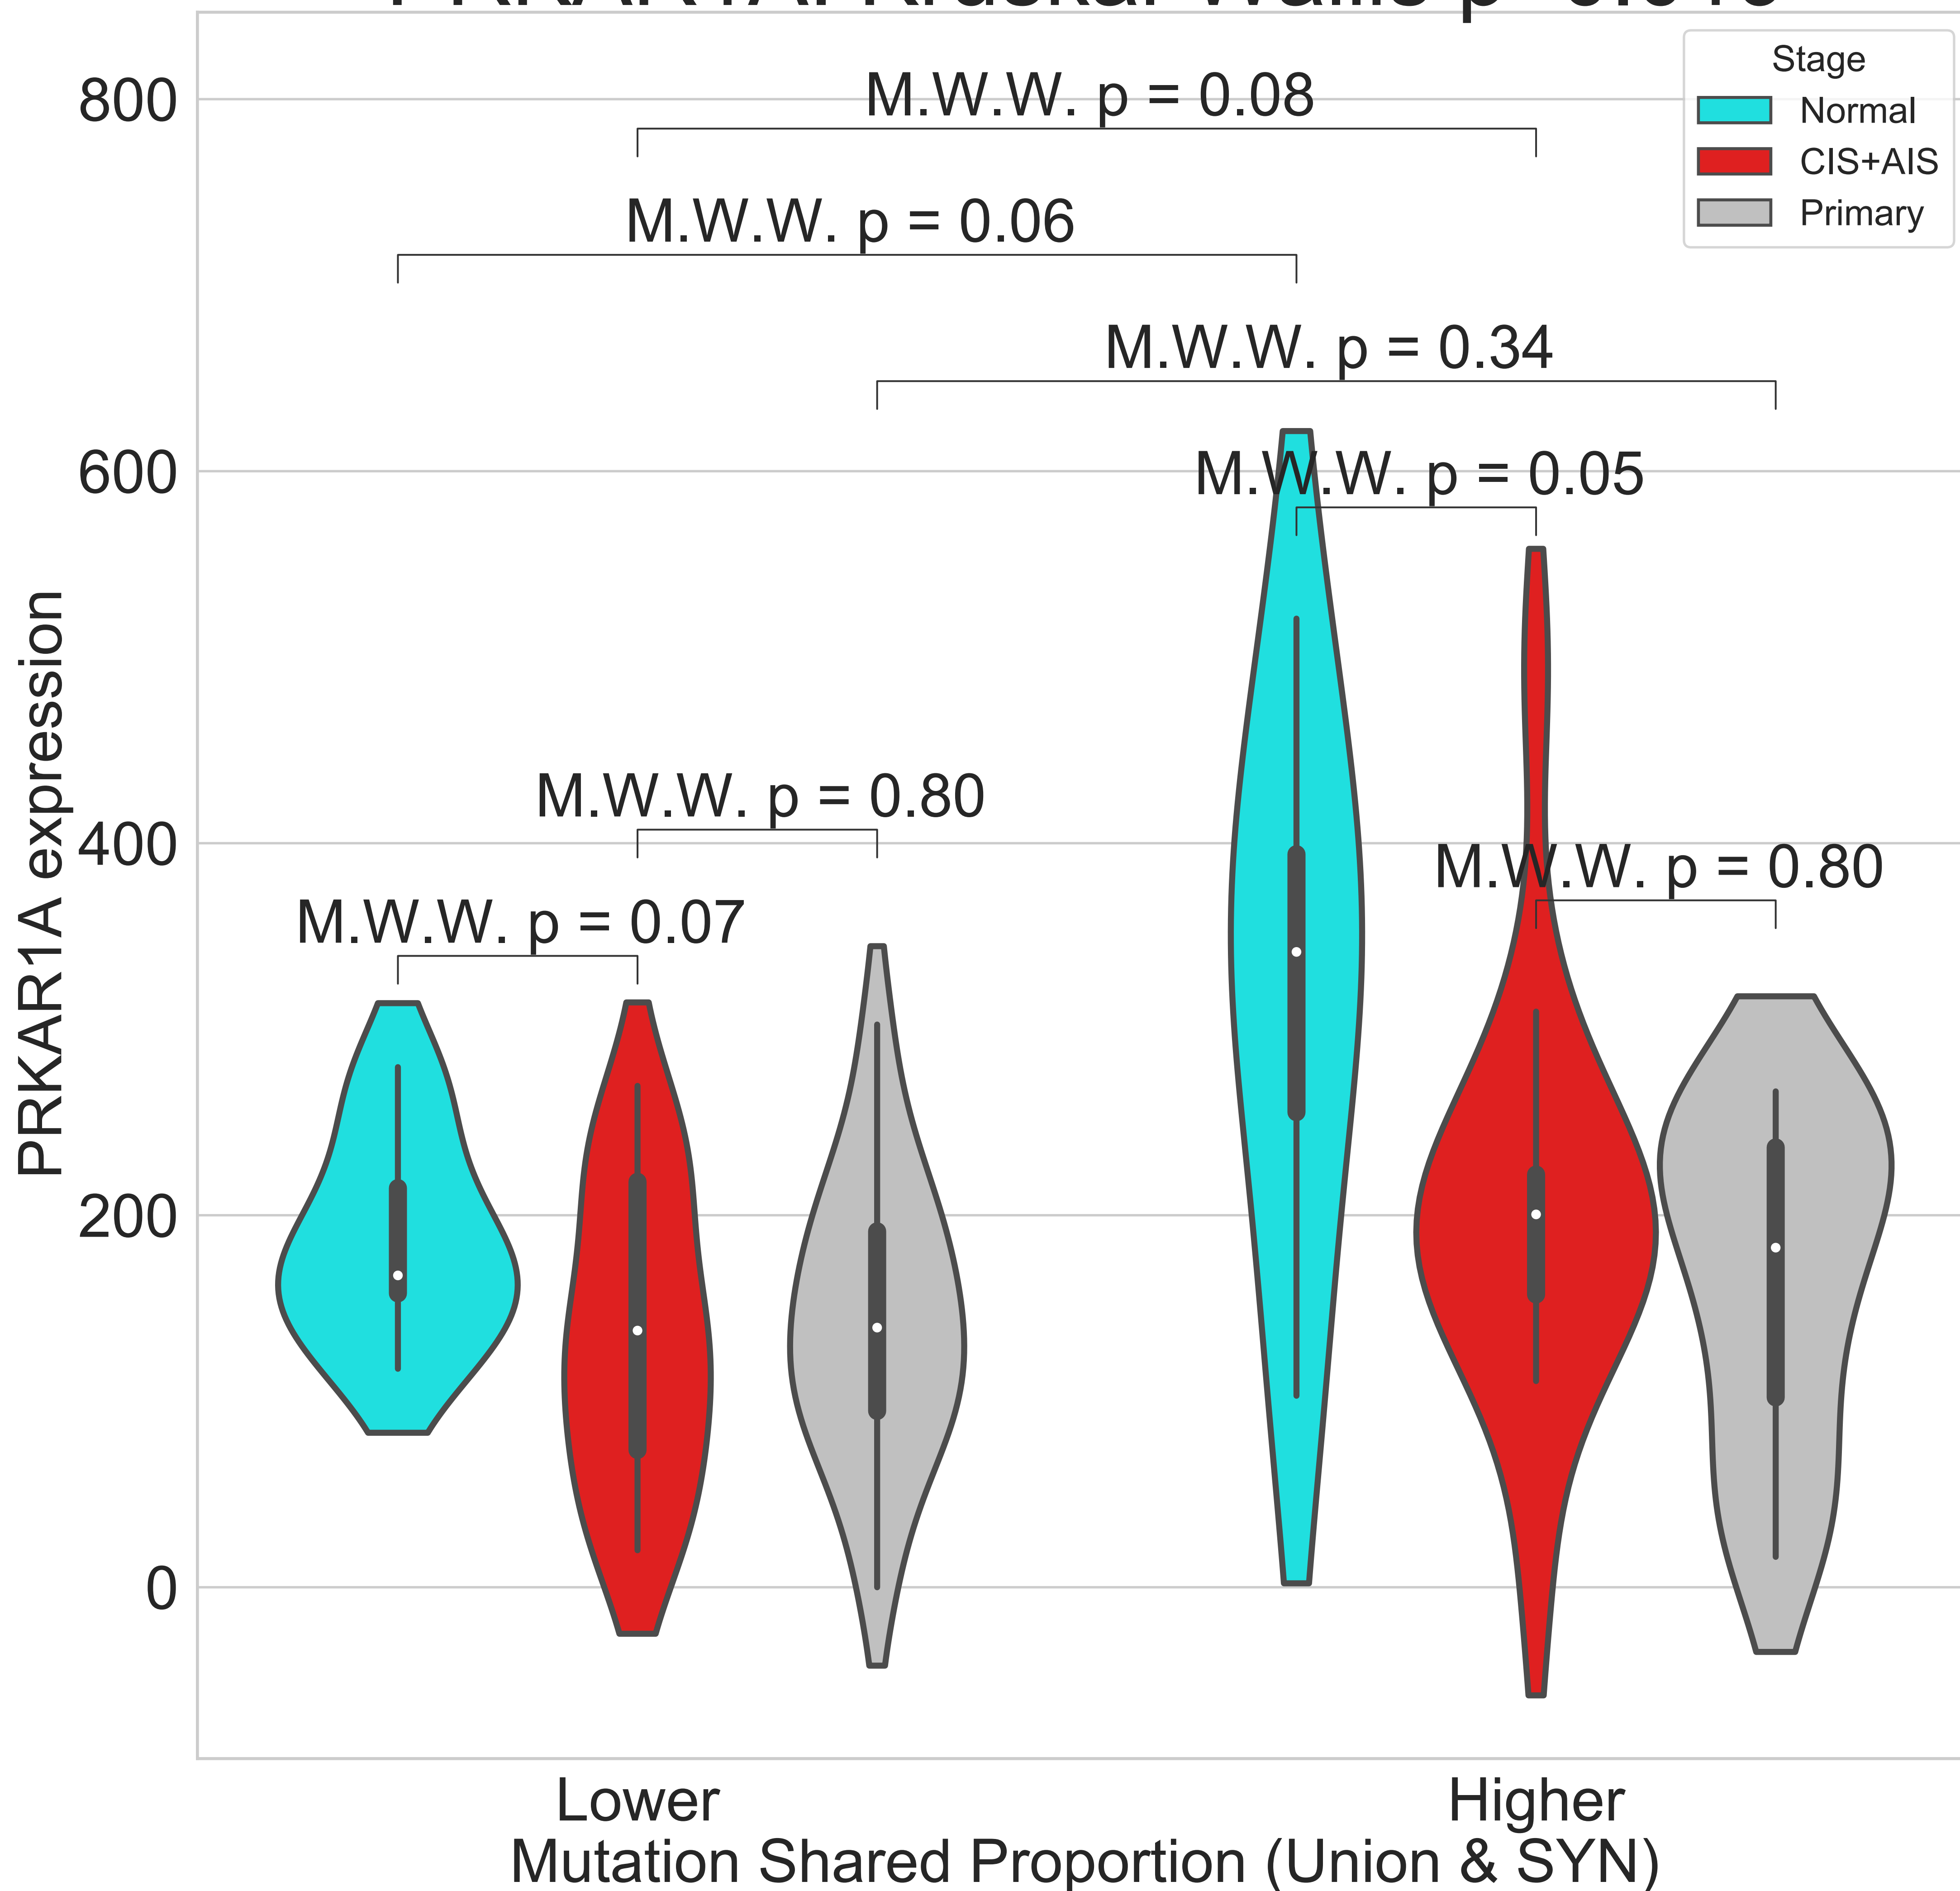 Stage
Normal
CIS+AIS
Primary
800
600
400
200
0
PRKAR1A expression
M.W.W. p = 0.08
M.W.W. p = 0.06
M.W.W. p = 0.34
M.W.W. p = 0.05
M.W.W. p = 0.80
M.W.W. p = 0.80
M.W.W. p = 0.07
Lower
Higher
Mutation Shared Proportion (Union & SYN)